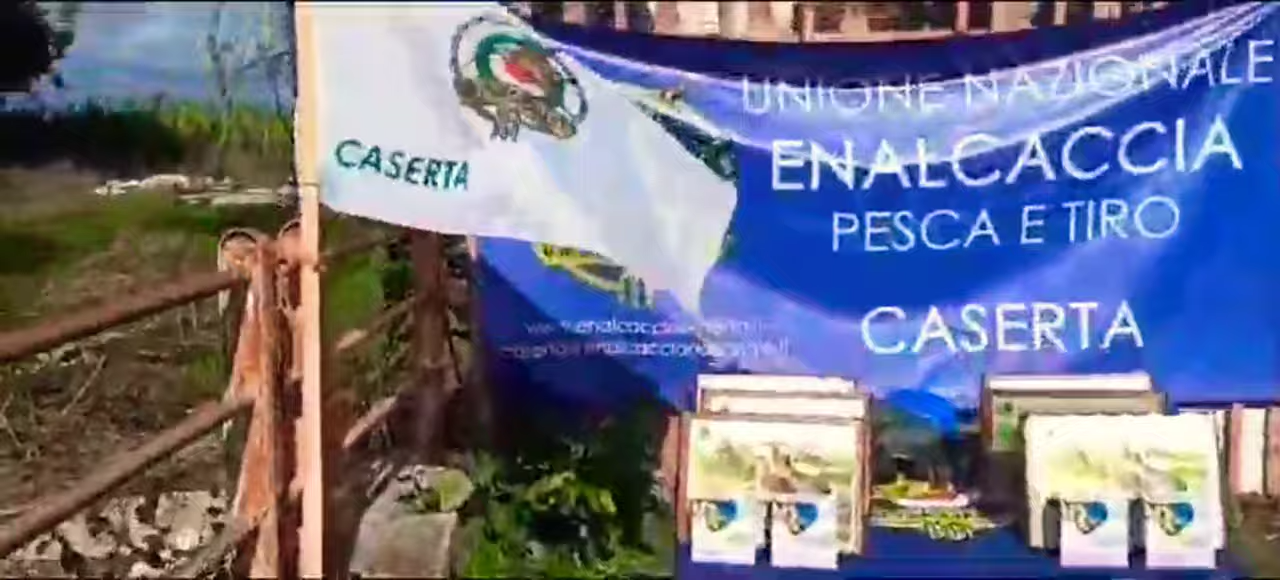 CASERTA
UNIONE NAZIONALE
ENALCACCIA
PESCA E TIRO
CASERTA